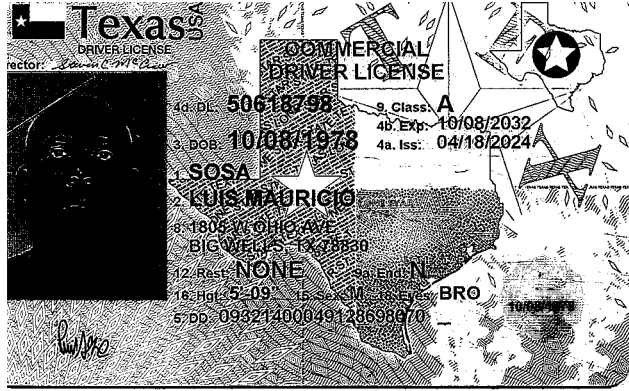 Texas USA
DRIVER LICENSE
COMMERCIAL
DRIVER LICENSE
4d. DL: 50618798
9. Class: A
4b. Exp: 10/08/2032
3. DOB: 10/08/1978
4a. Iss: 04/18/2024
1. SOSA
2. LUIS MAURICIO
8. 1805 W OHIO AVE
BIG WELLS, TX 78830
12. Rest: NONE
9a. End: N
16. Hgt: 5'-09"
15. Sex: M
18. Eyes: BRO
5. DD: 09321400049128698670
10/08/1978